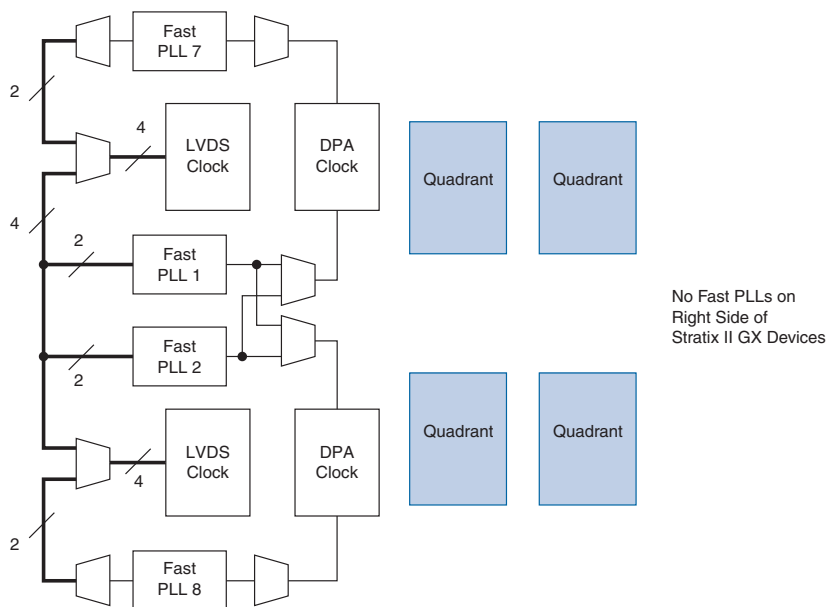 Fast
PLL 7
2
4
LVDS
Clock
DPA
Clock
Quadrant
Quadrant
4
2
Fast
PLL 1
No Fast PLLs on
Right Side of
Stratix II GX Devices
Fast
PLL 2
2
LVDS
Clock
DPA
Clock
Quadrant
Quadrant
4
2
Fast
PLL 8